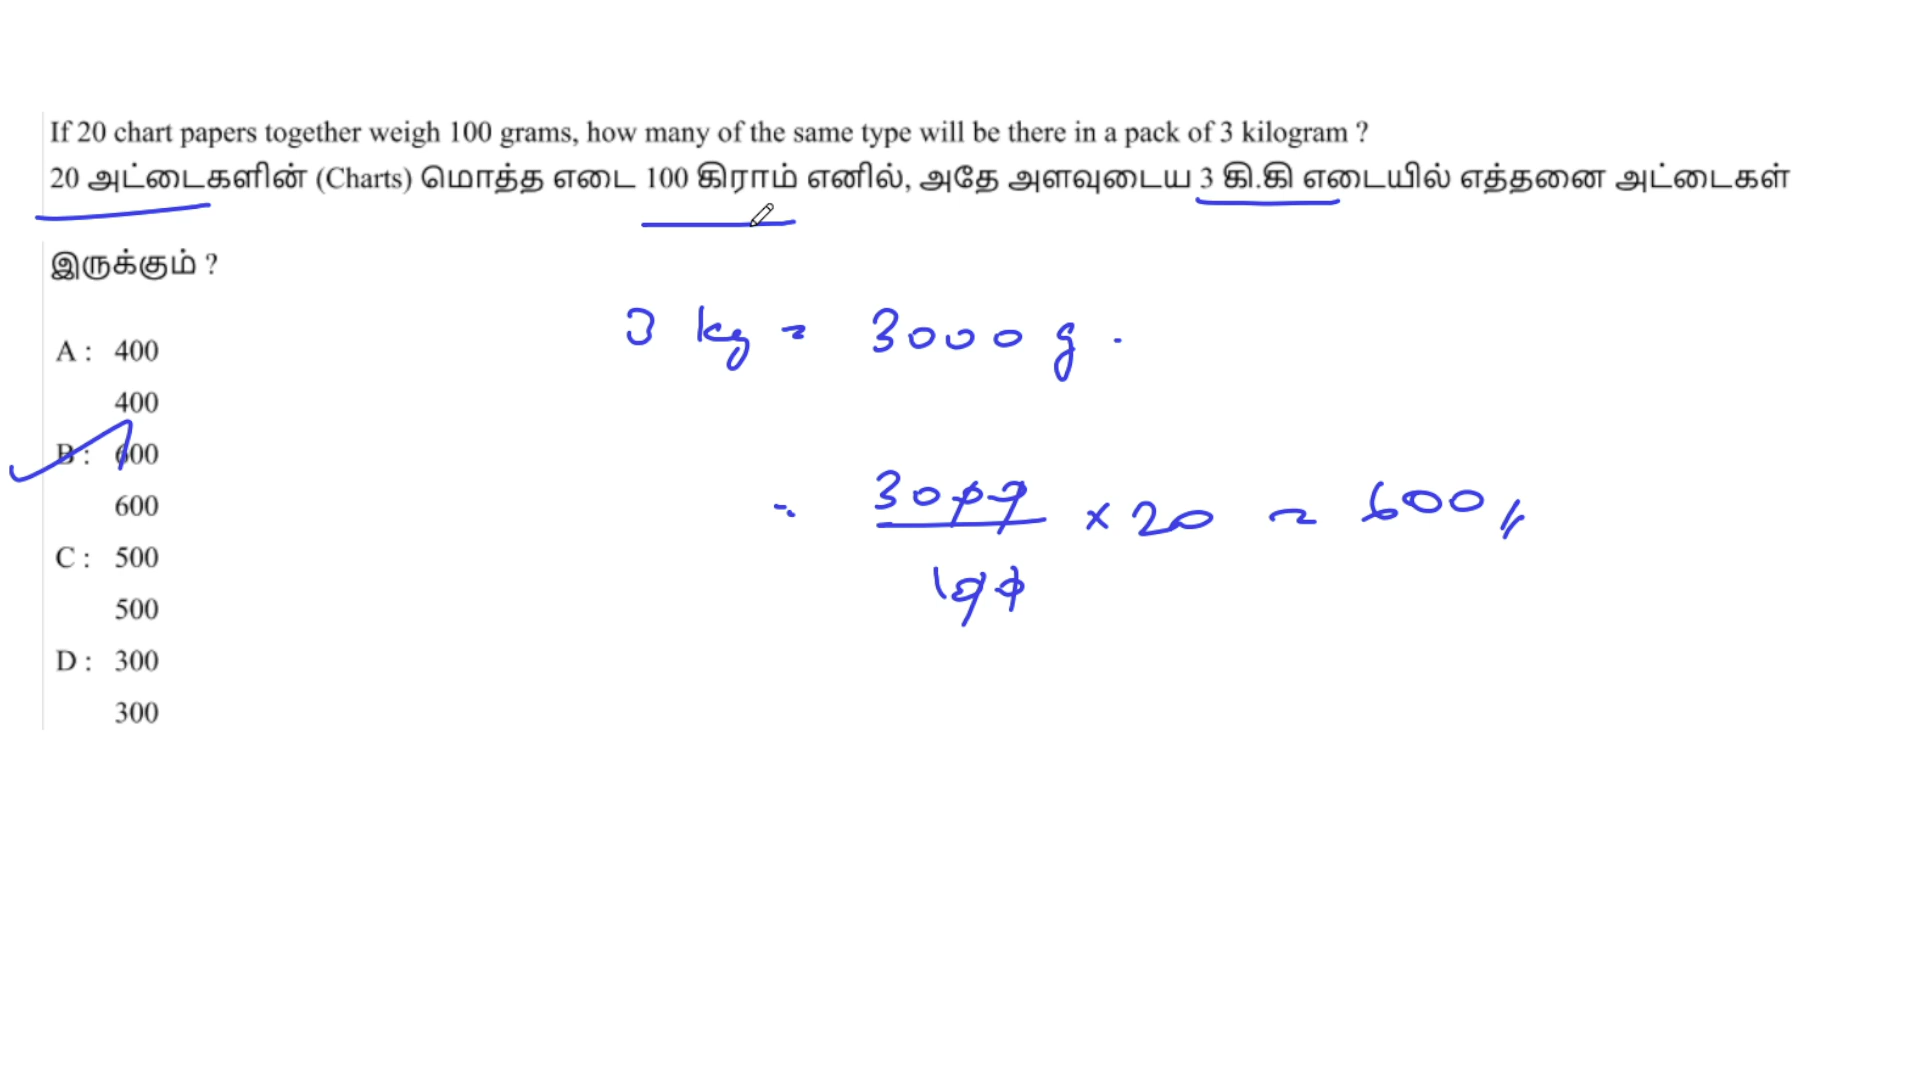 If 20 chart papers together weigh 100 grams, how many of the same type will be there in a pack of 3 kilogram ?
20 அட்டைகளின் (Charts) மொத்த எடை 100 கிராம் எனில், அதே அளவுடைய 3 கி.கி எடையில் எத்தனை அட்டைகள்
இருக்கும் ?
3 kg = 3000 g .
A : 400
400
B : 600
= 3000/100 × 20 = 600
600
C : 500
500
D : 300
300